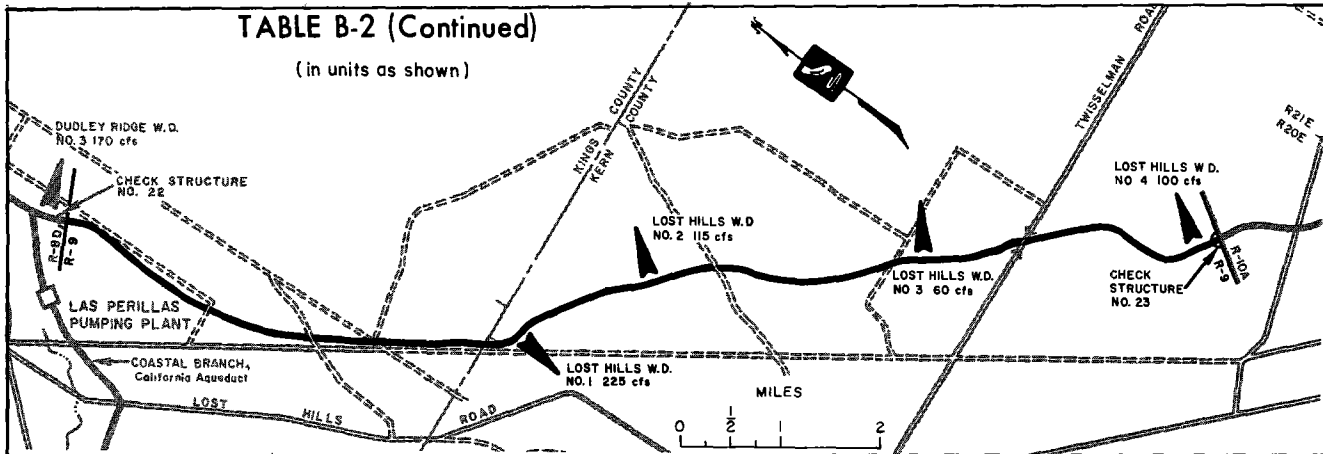 TABLE B-2 (Continued)
(in units as shown)
DUDLEY RIDGE W.D.
NO. 3 170 cfs
CHECK STRUCTURE
NO. 22
R-8D
R-9
LAS PERILLAS
PUMPING PLANT
COASTAL BRANCH,
California Aqueduct
LOST HILLS ROAD
KINGS COUNTY
KERN COUNTY
N
LOST HILLS W.D.
NO. 1 225 cfs
LOST HILLS W.D
NO. 2 115 cfs
LOST HILLS W.D.
NO 3 60 cfs
TWISSELMAN ROAD
LOST HILLS W.D.
NO 4 100 cfs
CHECK
STRUCTURE
NO. 23
R-10A
R-9
R21E
R20E
MILES
0 1/2 1 2